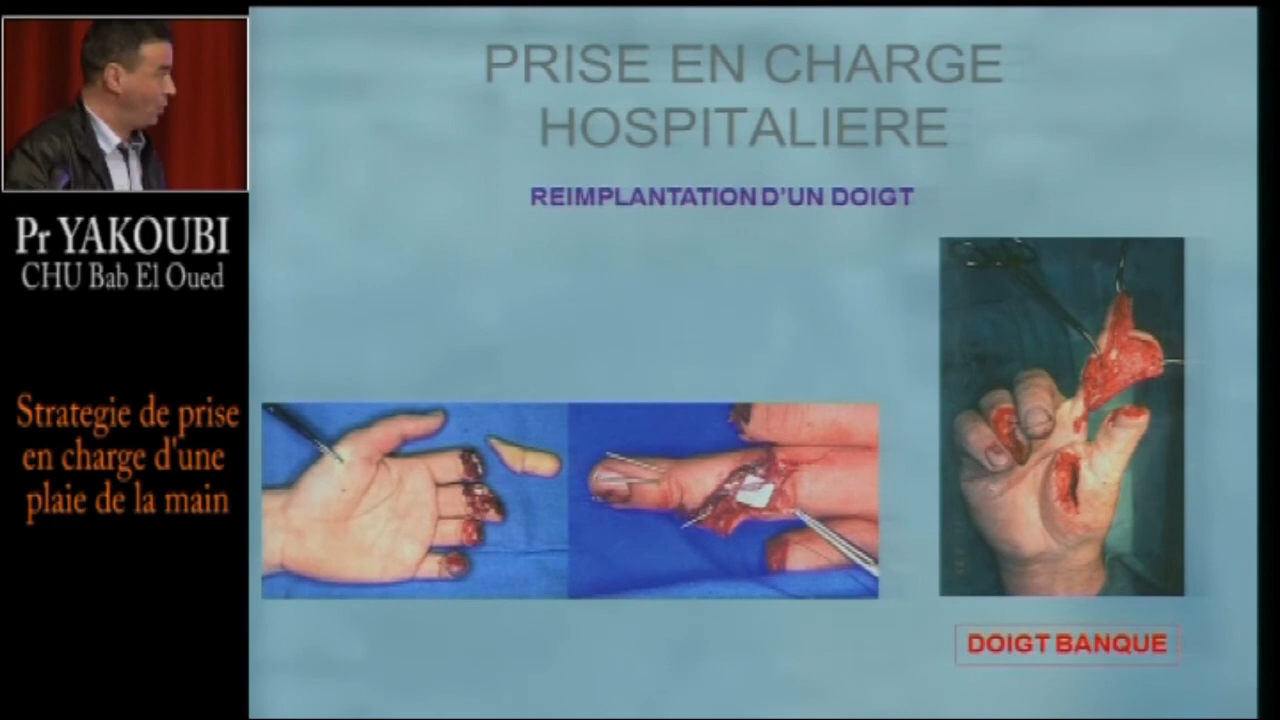 Pr YAKOUBI
CHU Bab El Oued
Strategie de prise
en charge d'une
plaie de la main
PRISE EN CHARGE
HOSPITALIERE
REIMPLANTATION D'UN DOIGT
DOIGT BANQUE